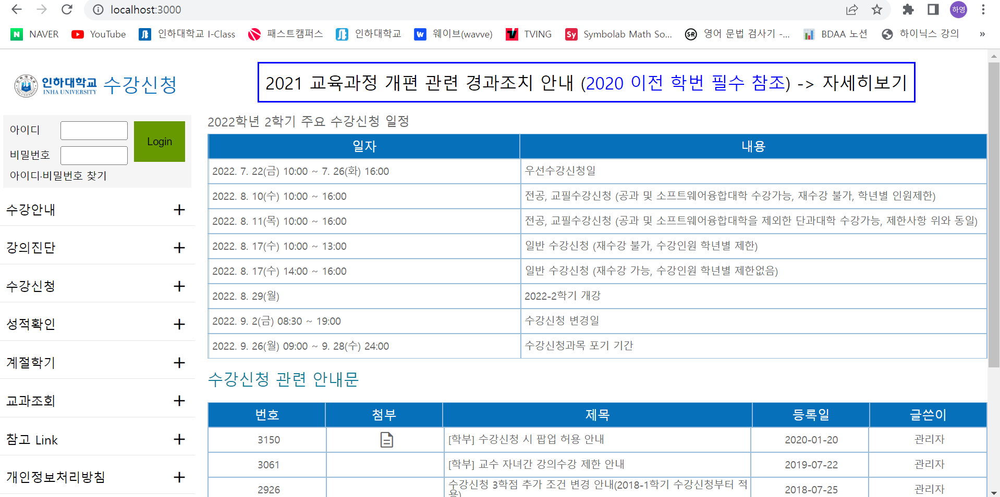 localhost:3000
하영
NAVER YouTube 인하대학교 I-Class 패스트캠퍼스 인하대학교 웨이브(wavve) TVING Symbolab Math So... 영어 문법 검사기 -... BDAA 노션 하이닉스 강의 »
인하대학교 수강신청
INHA UNIVERSITY
2021 교육과정 개편 관련 경과조치 안내 (2020 이전 학번 필수 참조) -> 자세히보기
아이디
비밀번호
Login
아이디·비밀번호 찾기
수강안내 +
강의진단 +
수강신청 +
성적확인 +
계절학기 +
교과조회 +
참고 Link +
개인정보처리방침 +
2022학년 2학기 주요 수강신청 일정
일자 내용
2022. 7. 22(금) 10:00 ~ 7. 26(화) 16:00 우선수강신청일
2022. 8. 10(수) 10:00 ~ 16:00 전공, 교필수강신청 (공과 및 소프트웨어융합대학 수강가능, 재수강 불가, 학년별 인원제한)
2022. 8. 11(목) 10:00 ~ 16:00 전공, 교필수강신청 (공과 및 소프트웨어융합대학을 제외한 단과대학 수강가능, 제한사항 위와 동일)
2022. 8. 17(수) 10:00 ~ 13:00 일반 수강신청 (재수강 불가, 수강인원 학년별 제한)
2022. 8. 17(수) 14:00 ~ 16:00 일반 수강신청 (재수강 가능, 수강인원 학년별 제한없음)
2022. 8. 29(월) 2022-2학기 개강
2022. 9. 2(금) 08:30 ~ 19:00 수강신청 변경일
2022. 9. 26(월) 09:00 ~ 9. 28(수) 24:00 수강신청과목 포기 기간
수강신청 관련 안내문
번호 첨부 제목 등록일 글쓴이
3150 [학부] 수강신청 시 팝업 허용 안내 2020-01-20 관리자
3061 [학부] 교수 자녀간 강의수강 제한 안내 2019-07-22 관리자
2926 수강신청 3학점 추가 조건 변경 안내(2018-1학기 수강신청부터 적 2018-07-25 관리자
용)